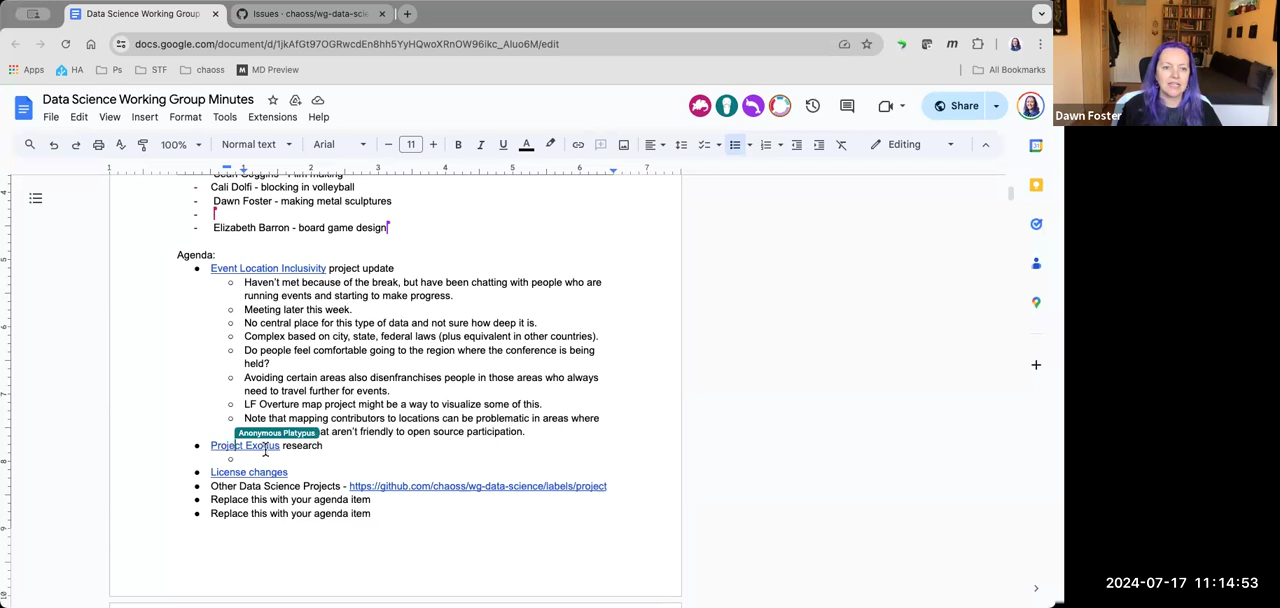 Data Science Working Group
Issues · chaoss/wg-data-scie
docs.google.com/document/d/1jkAfGt97OGRwcdEn8hh5YyHQwoXRnOW96ikc_Aluo6M/edit
Apps
HA
Ps
STF
chaoss
MD Preview
All Bookmarks
Dawn Foster
Data Science Working Group Minutes
File Edit View Insert Format Tools Extensions Help
Share
100% Normal text Arial 11 Editing
1 1 2 3 4 5 6 7
Cali Dolfi - blocking in volleyball
- Dawn Foster - making metal sculptures
-
- Elizabeth Barron - board game design
Agenda:
● Event Location Inclusivity project update
○ Haven't met because of the break, but have been chatting with people who are
running events and starting to make progress.
○ Meeting later this week.
○ No central place for this type of data and not sure how deep it is.
○ Complex based on city, state, federal laws (plus equivalent in other countries).
○ Do people feel comfortable going to the region where the conference is being
held?
○ Avoiding certain areas also disenfranchises people in those areas who always
need to travel further for events.
○ LF Overture map project might be a way to visualize some of this.
○ Note that mapping contributors to locations can be problematic in areas where
Anonymous Platypus at aren't friendly to open source participation.
● Project Exodus research
○
● License changes
● Other Data Science Projects - https://github.com/chaoss/wg-data-science/labels/project
● Replace this with your agenda item
● Replace this with your agenda item
2024-07-17 11:14:53